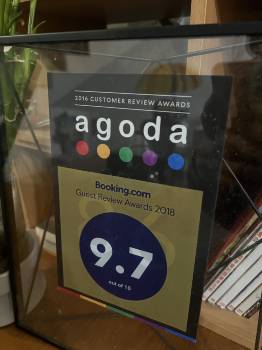 2016 CUSTOMER REVIEW AWARDS
agoda
Booking.com
Guest Review Awards 2018
9.7
out of 10